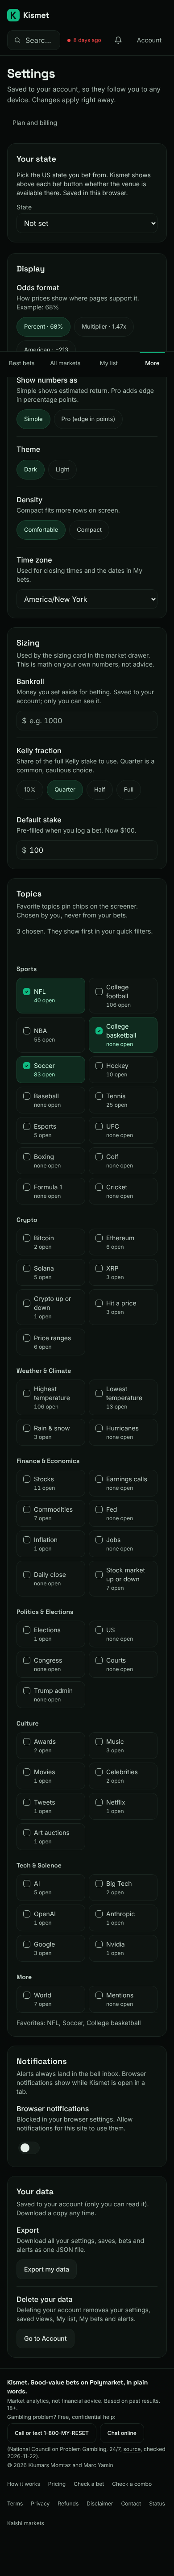 K Kismet
Searc...
8 days ago
Account
Settings
Saved to your account, so they follow you to any
device. Changes apply right away.
Plan and billing
Your state
Pick the US state you bet from. Kismet shows
above each bet button whether the venue is
available there. Saved in this browser.
State
Not set
Display
Odds format
How prices show where pages support it.
Example: 68%
Percent · 68%
Multiplier · 1.47x
American · −213
Best bets
All markets
My list
More
Show numbers as
Simple shows estimated return. Pro adds edge
in percentage points.
Simple
Pro (edge in points)
Theme
Dark
Light
Density
Compact fits more rows on screen.
Comfortable
Compact
Time zone
Used for closing times and the dates in My
bets.
America/New York
Sizing
Used by the sizing card in the market drawer.
This is math on your own numbers, not advice.
Bankroll
Money you set aside for betting. Saved to your
account; only you can see it.
$ e.g. 1000
Kelly fraction
Share of the full Kelly stake to use. Quarter is a
common, cautious choice.
10%
Quarter
Half
Full
Default stake
Pre-filled when you log a bet. Now $100.
$ 100
Topics
Favorite topics pin chips on the screener.
Chosen by you, never from your bets.
3 chosen. They show first in your quick filters.
Sports
NFL
40 open
College
football
106 open
NBA
55 open
College
basketball
none open
Soccer
83 open
Hockey
10 open
Baseball
none open
Tennis
25 open
Esports
5 open
UFC
none open
Boxing
none open
Golf
none open
Formula 1
none open
Cricket
none open
Crypto
Bitcoin
2 open
Ethereum
6 open
Solana
5 open
XRP
3 open
Crypto up or
down
1 open
Hit a price
3 open
Price ranges
6 open
Weather & Climate
Highest
temperature
106 open
Lowest
temperature
13 open
Rain & snow
3 open
Hurricanes
none open
Finance & Economics
Stocks
11 open
Earnings calls
none open
Commodities
7 open
Fed
none open
Inflation
1 open
Jobs
none open
Daily close
none open
Stock market
up or down
7 open
Politics & Elections
Elections
1 open
US
none open
Congress
none open
Courts
none open
Trump admin
none open
Culture
Awards
2 open
Music
3 open
Movies
1 open
Celebrities
2 open
Tweets
1 open
Netflix
1 open
Art auctions
1 open
Tech & Science
AI
5 open
Big Tech
2 open
OpenAI
1 open
Anthropic
1 open
Google
3 open
Nvidia
1 open
More
World
7 open
Mentions
none open
Favorites: NFL, Soccer, College basketball
Notifications
Alerts always land in the bell inbox. Browser
notifications show while Kismet is open in a
tab.
Browser notifications
Blocked in your browser settings. Allow
notifications for this site to use them.
Your data
Saved to your account (only you can read it).
Download a copy any time.
Export
Download all your settings, saves, bets and
alerts as one JSON file.
Export my data
Delete your data
Deleting your account removes your settings,
saved views, My list, My bets and alerts.
Go to Account
Kismet. Good-value bets on Polymarket, in plain
words.
Market analytics, not financial advice. Based on past results.
18+.
Gambling problem? Free, confidential help:
Call or text 1-800-MY-RESET
Chat online
(National Council on Problem Gambling, 24/7, source, checked
2026-11-22).
© 2026 Klumars Momtaz and Marc Yamin
How it works
Pricing
Check a bet
Check a combo
Terms
Privacy
Refunds
Disclaimer
Contact
Status
Kalshi markets